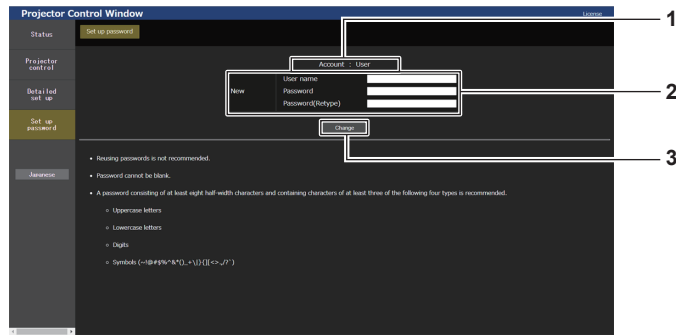 Projector Control Window
License
1
Status
Set up password
Projector
control
Account : User
User name
New
Password
Password(Retype)
2
Detailed
set up
Set up
password
Change
3
• Reusing passwords is not recommended.
Japanese
• Password cannot be blank.
• A password consisting of at least eight half-width characters and containing characters of at least three of the following four types is recommended.
○ Uppercase letters
○ Lowercase letters
○ Digits
○ Symbols (~!@#$%^&*()_+\|}{][<>.,/?`)